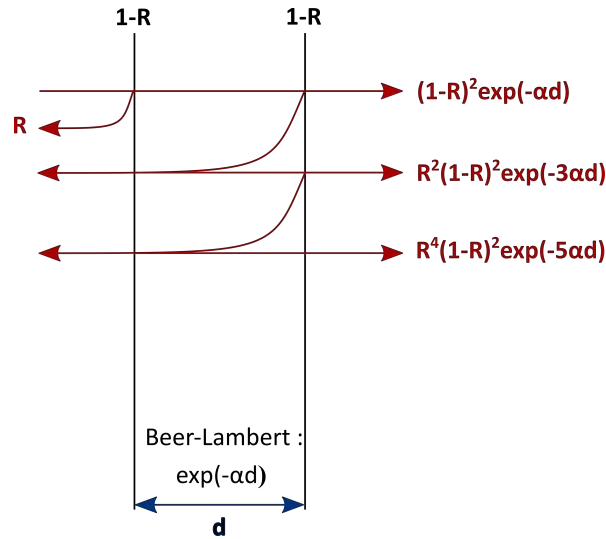 1-R 1-R
(1-R)²exp(-αd)
R
R²(1-R)²exp(-3αd)
R⁴(1-R)²exp(-5αd)
Beer-Lambert :
exp(-αd)
d